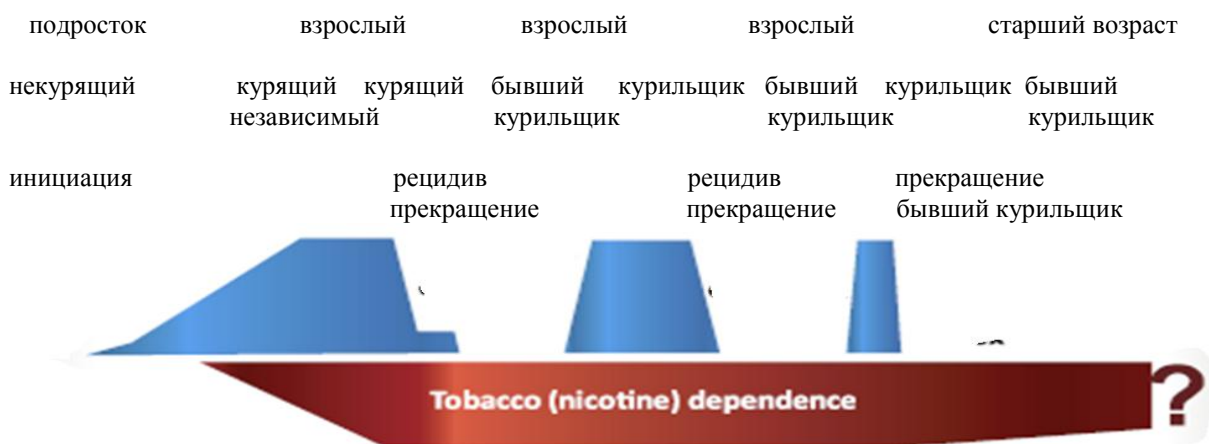 подросток взрослый взрослый взрослый старший возраст
некурящий курящий курящий бывший курильщик бывший курильщик бывший
независимый курильщик курильщик курильщик
инициация рецидив рецидив прекращение
прекращение прекращение бывший курильщик
Tobacco (nicotine) dependence
?